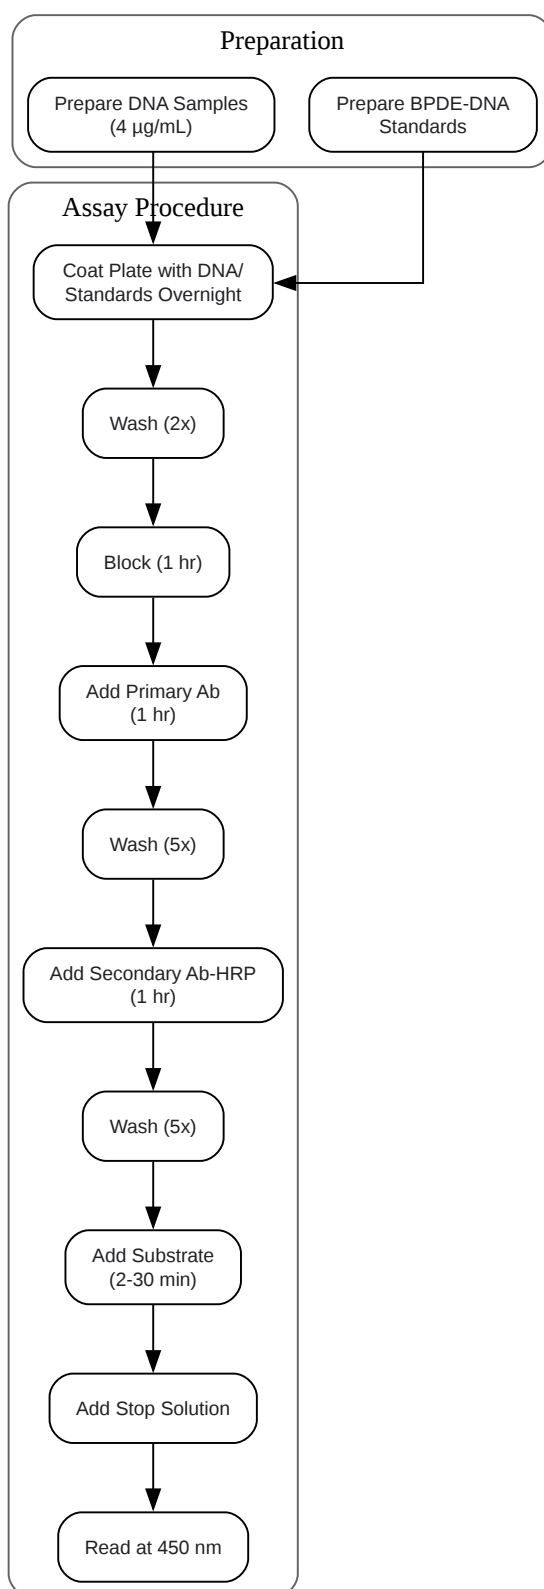 Preparation
Prepare DNA Samples
(4 µg/mL)
Prepare BPDE-DNA
Standards
Assay Procedure
Coat Plate with DNA/
Standards Overnight
Wash (2x)
Block (1 hr)
Add Primary Ab
(1 hr)
Wash (5x)
Add Secondary Ab-HRP
(1 hr)
Wash (5x)
Add Substrate
(2-30 min)
Add Stop Solution
Read at 450 nm